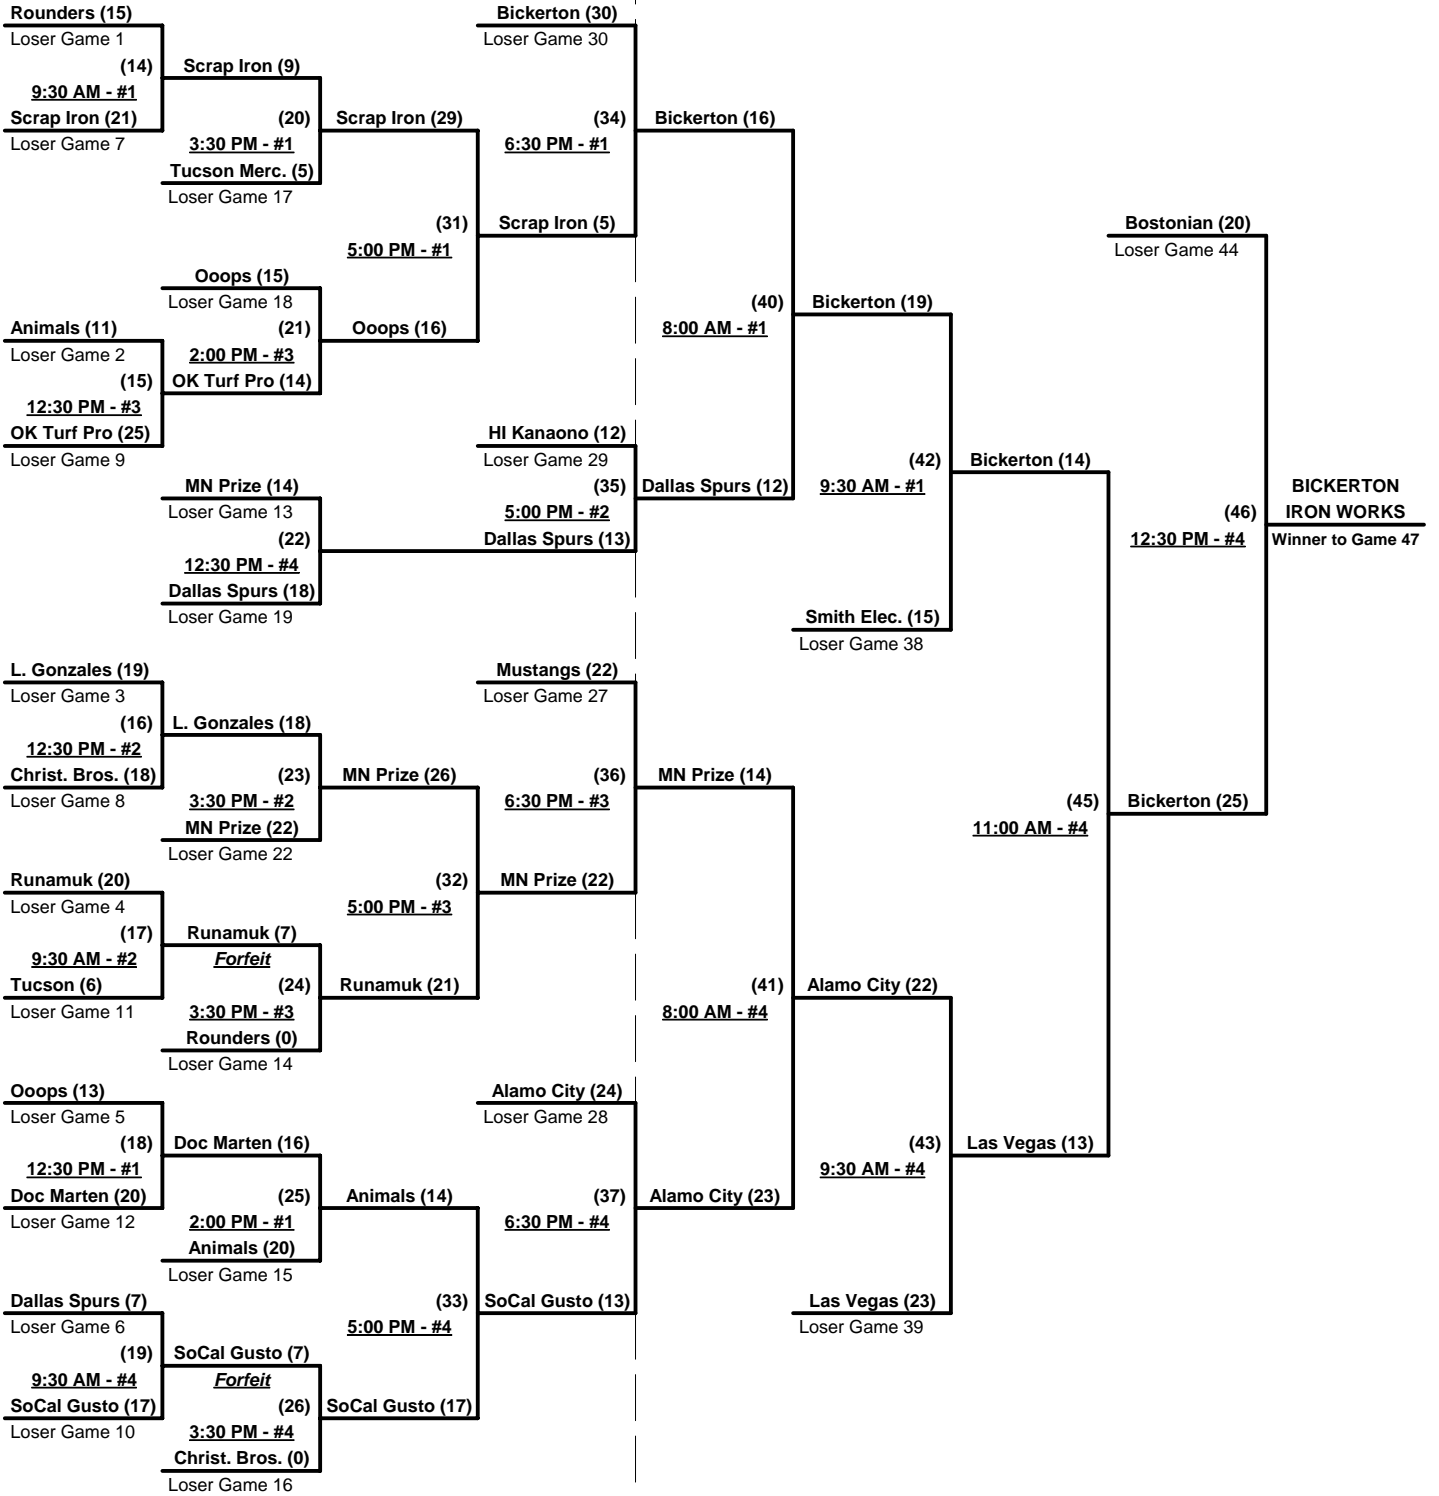 Rounders (15)
Loser Game 1
(14)
9:30 AM - #1
Scrap Iron (21)
Loser Game 7
Scrap Iron (9)
(20)
3:30 PM - #1
Tucson Merc. (5)
Loser Game 17
Scrap Iron (29)
(31)
5:00 PM - #1
Bickerton (30)
Loser Game 30
(34)
6:30 PM - #1
Scrap Iron (5)
Bickerton (16)
Ooops (15)
Loser Game 18
(21)
2:00 PM - #3
Ooops (16)
Animals (11)
Loser Game 2
(15)
12:30 PM - #3
OK Turf Pro (14)
OK Turf Pro (25)
Loser Game 9
(40)
8:00 AM - #1
Bickerton (19)
HI Kanaono (12)
Loser Game 29
(35)
5:00 PM - #2
Dallas Spurs (13)
Dallas Spurs (12)
MN Prize (14)
Loser Game 13
(22)
12:30 PM - #4
Dallas Spurs (18)
Loser Game 19
(42)
9:30 AM - #1
Bickerton (14)
Smith Elec. (15)
Loser Game 38
Bostonian (20)
Loser Game 44
(46)
12:30 PM - #4
BICKERTON
IRON WORKS
Winner to Game 47
L. Gonzales (19)
Loser Game 3
(16)
12:30 PM - #2
Christ. Bros. (18)
Loser Game 8
L. Gonzales (18)
(23)
3:30 PM - #2
MN Prize (22)
Loser Game 22
MN Prize (26)
(32)
5:00 PM - #3
Mustangs (22)
Loser Game 27
(36)
6:30 PM - #3
MN Prize (22)
MN Prize (14)
(45)
11:00 AM - #4
Bickerton (25)
Runamuk (20)
Loser Game 4
(17)
9:30 AM - #2
Tucson (6)
Loser Game 11
Runamuk (7)
Forfeit
(24)
3:30 PM - #3
Rounders (0)
Loser Game 14
Runamuk (21)
(41)
8:00 AM - #4
Alamo City (22)
Ooops (13)
Loser Game 5
(18)
12:30 PM - #1
Doc Marten (20)
Loser Game 12
Doc Marten (16)
(25)
2:00 PM - #1
Animals (20)
Loser Game 15
Animals (14)
(33)
5:00 PM - #4
Alamo City (24)
Loser Game 28
(37)
6:30 PM - #4
SoCal Gusto (13)
Alamo City (23)
(43)
9:30 AM - #4
Las Vegas (13)
Las Vegas (23)
Loser Game 39
Dallas Spurs (7)
Loser Game 6
(19)
9:30 AM - #4
SoCal Gusto (17)
Loser Game 10
SoCal Gusto (7)
Forfeit
(26)
3:30 PM - #4
Christ. Bros. (0)
Loser Game 16
SoCal Gusto (17)